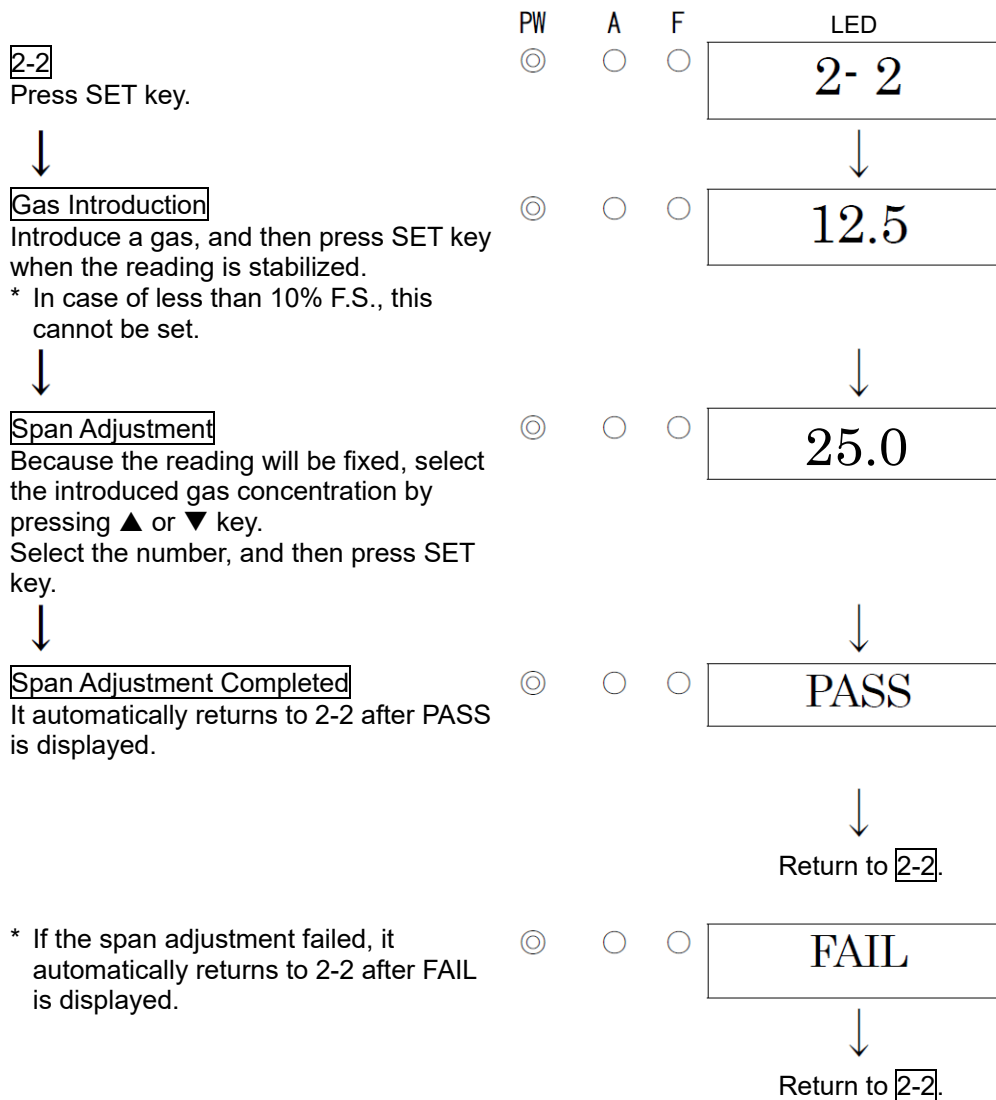 PW A F LED
2-2
2- 2
Press SET key.
Gas Introduction
12.5
Introduce a gas, and then press SET key
when the reading is stabilized.
* In case of less than 10% F.S., this
cannot be set.
Span Adjustment
25.0
Because the reading will be fixed, select
the introduced gas concentration by
pressing ▲ or ▼ key.
Select the number, and then press SET
key.
Span Adjustment Completed
PASS
It automatically returns to 2-2 after PASS
is displayed.
Return to 2-2.
* If the span adjustment failed, it
automatically returns to 2-2 after FAIL
is displayed.
FAIL
Return to 2-2.